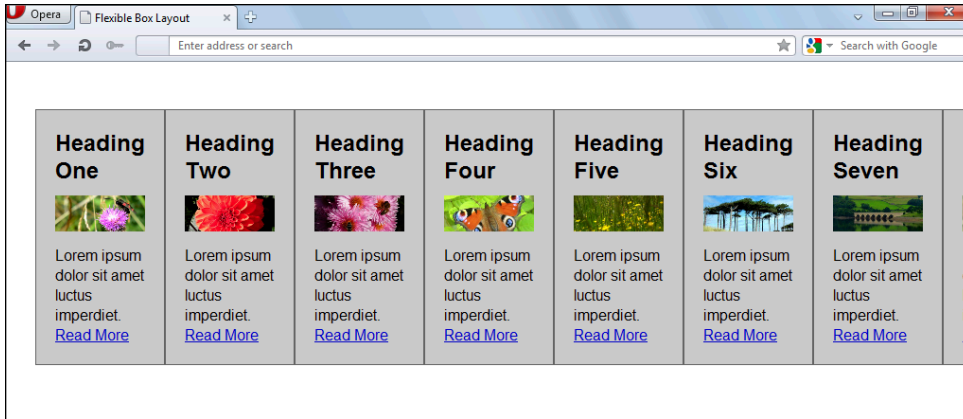 Opera
Flexible Box Layout
Enter address or search
Search with Google
Heading
One
Lorem ipsum
dolor sit amet
luctus
imperdiet.
Read More
Heading
Two
Lorem ipsum
dolor sit amet
luctus
imperdiet.
Read More
Heading
Three
Lorem ipsum
dolor sit amet
luctus
imperdiet.
Read More
Heading
Four
Lorem ipsum
dolor sit amet
luctus
imperdiet.
Read More
Heading
Five
Lorem ipsum
dolor sit amet
luctus
imperdiet.
Read More
Heading
Six
Lorem ipsum
dolor sit amet
luctus
imperdiet.
Read More
Heading
Seven
Lorem ipsum
dolor sit amet
luctus
imperdiet.
Read More